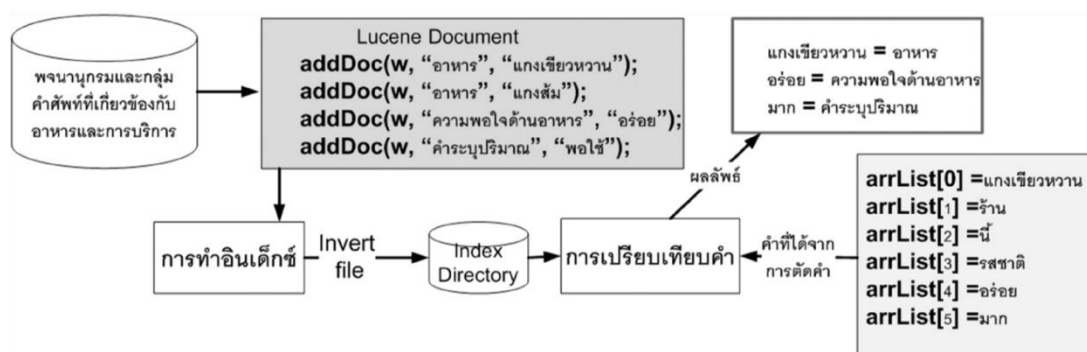 พจนานุกรมและกลุ่ม
คำศัพท์ที่เกี่ยวข้องกับ
อาหารและการบริการ
Lucene Document
addDoc(w, “อาหาร”, “แกงเขียวหวาน”);
addDoc(w, “อาหาร”, “แกงส้ม”);
addDoc(w, “ความพอใจด้านอาหาร”, “อร่อย”);
addDoc(w, “คำระบุปริมาณ”, “พอใช้”);
แกงเขียวหวาน = อาหาร
อร่อย = ความพอใจด้านอาหาร
มาก = คำระบุปริมาณ
ผลลัพธ์
การทำอินเด็กซ์
Invert
file
Index
Directory
การเปรียบเทียบคำ
คำที่ได้จาก
การตัดคำ
arrList[0] =แกงเขียวหวาน
arrList[1] =ร้าน
arrList[2] =นี้
arrList[3] =รสชาติ
arrList[4] =อร่อย
arrList[5] =มาก